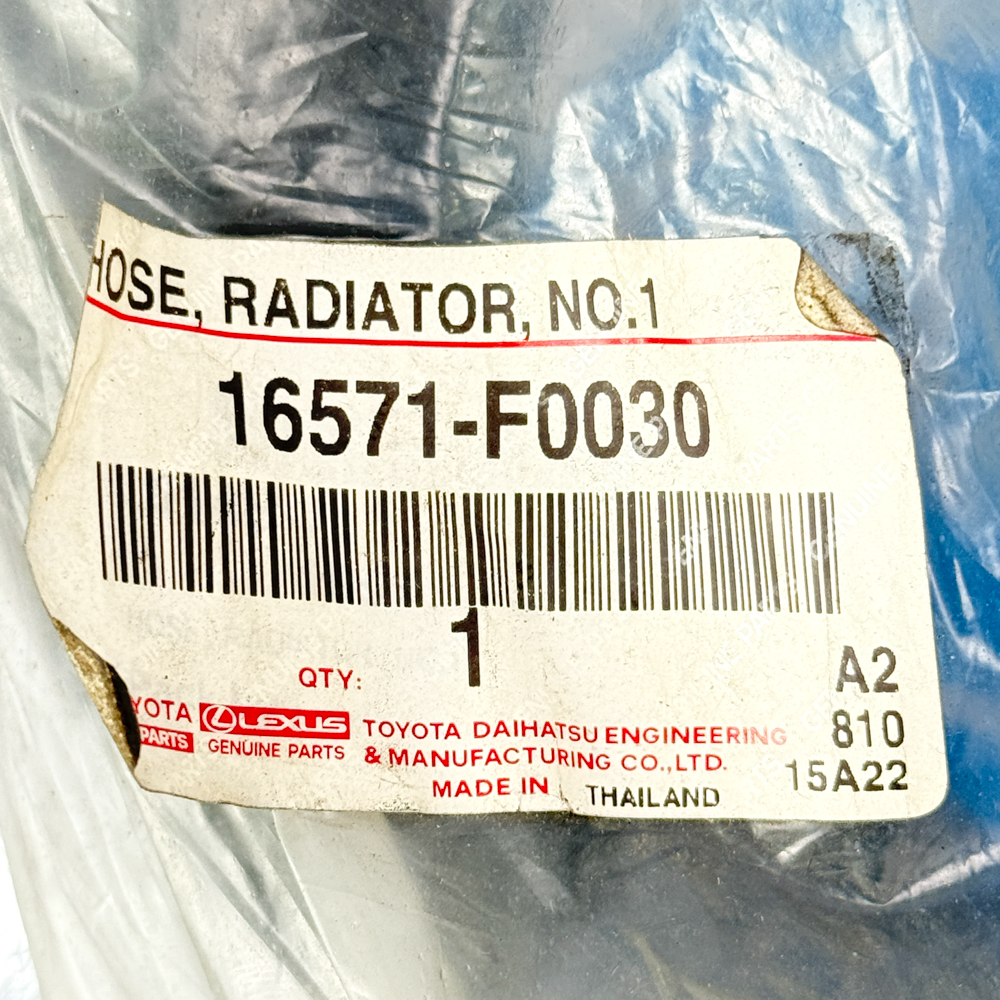 HOSE, RADIATOR, NO.1
16571-F0030
1
QTY:
A2
810
15A22
YOTA
PARTS
LEXUS
GENUINE PARTS
TOYOTA DAIHATSU ENGINEERING
& MANUFACTURING CO.,LTD.
MADE IN THAILAND